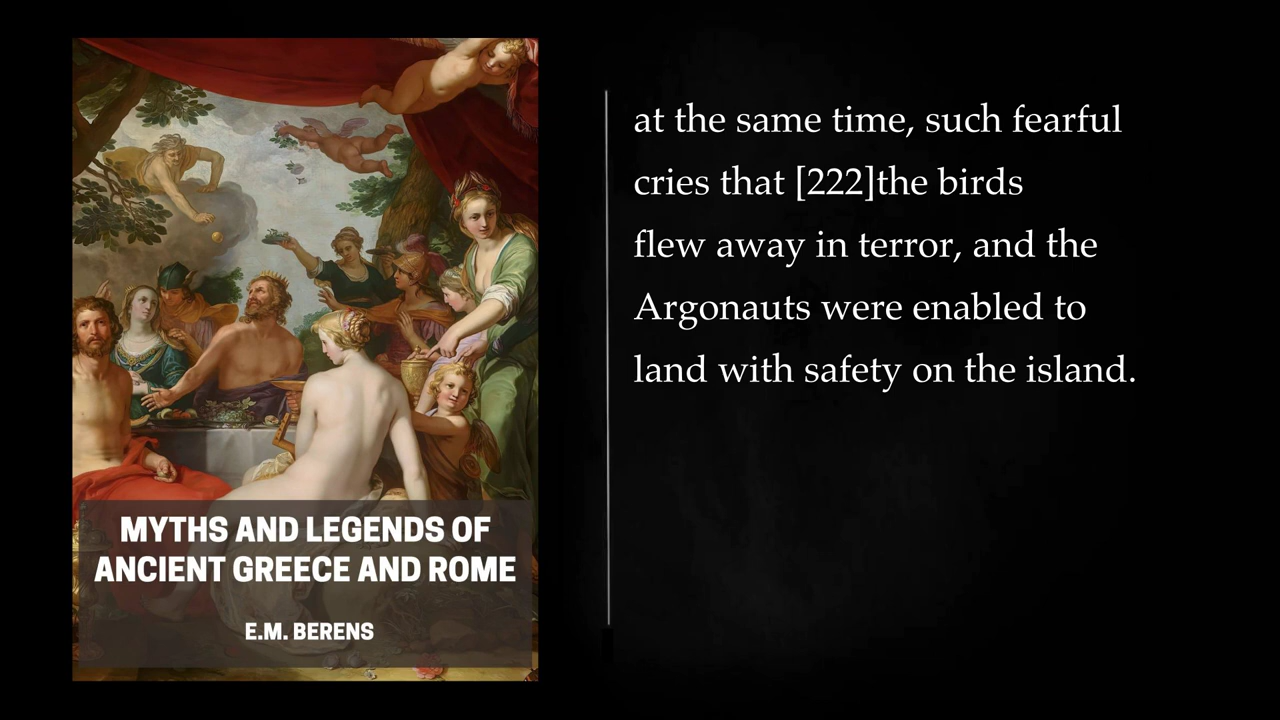 MYTHS AND LEGENDS OF
ANCIENT GREECE AND ROME
E.M. BERENS
at the same time, such fearful
cries that [222]the birds
flew away in terror, and the
Argonauts were enabled to
land with safety on the island.